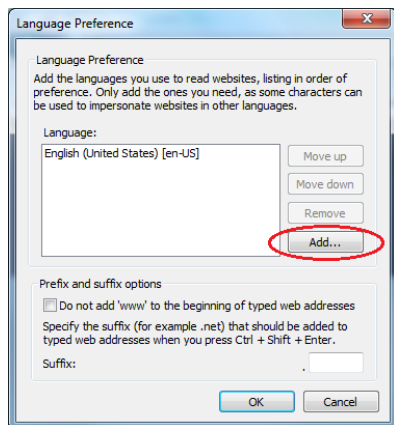 Language Preference
Language Preference
Add the languages you use to read websites, listing in order of
preference. Only add the ones you need, as some characters can
be used to impersonate websites in other languages.
Language:
English (United States) [en-US]
Move up
Move down
Remove
Add...
Prefix and suffix options
Do not add 'www' to the beginning of typed web addresses
Specify the suffix (for example .net) that should be added to
typed web addresses when you press Ctrl + Shift + Enter.
Suffix:
.
OK
Cancel